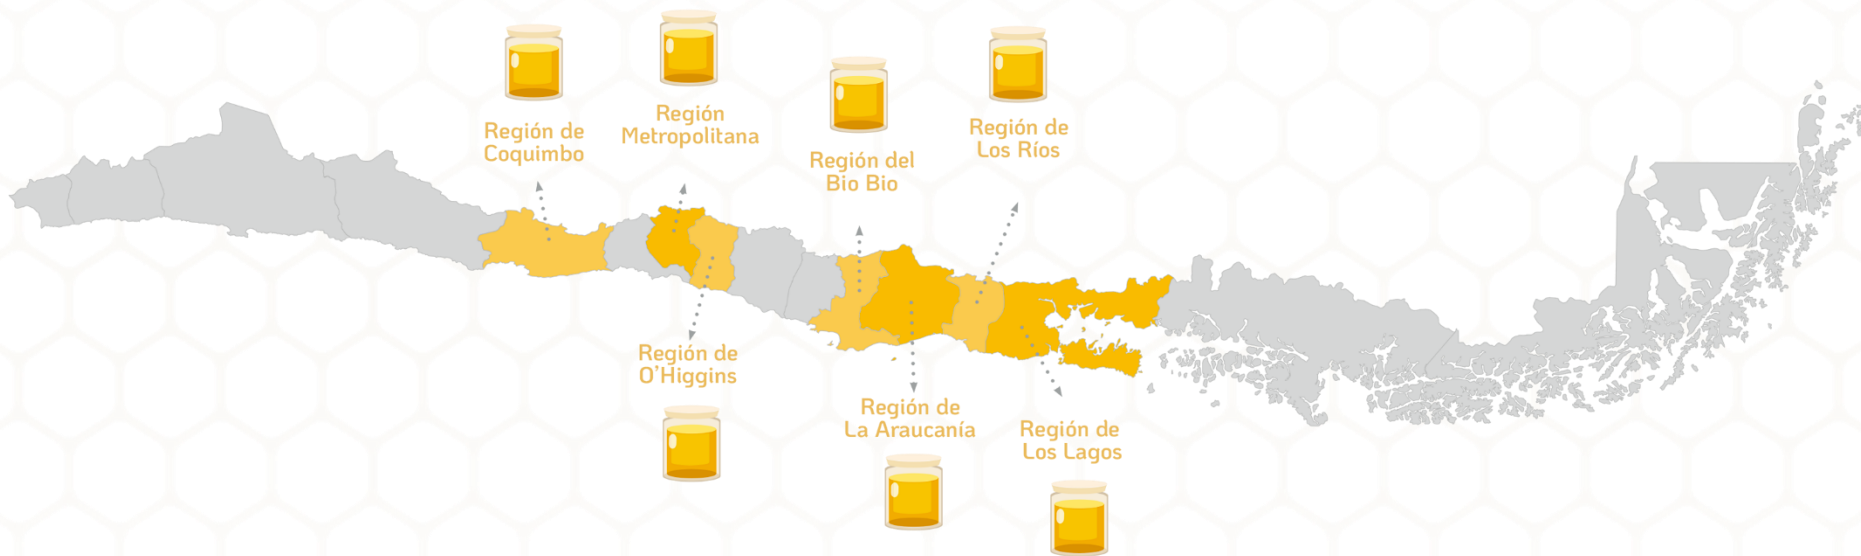 Región de
Coquimbo
Región
Metropolitana
Región del
Bio Bio
Región de
Los Ríos
Región de
O'Higgins
Región de
La Araucanía
Región de
Los Lagos